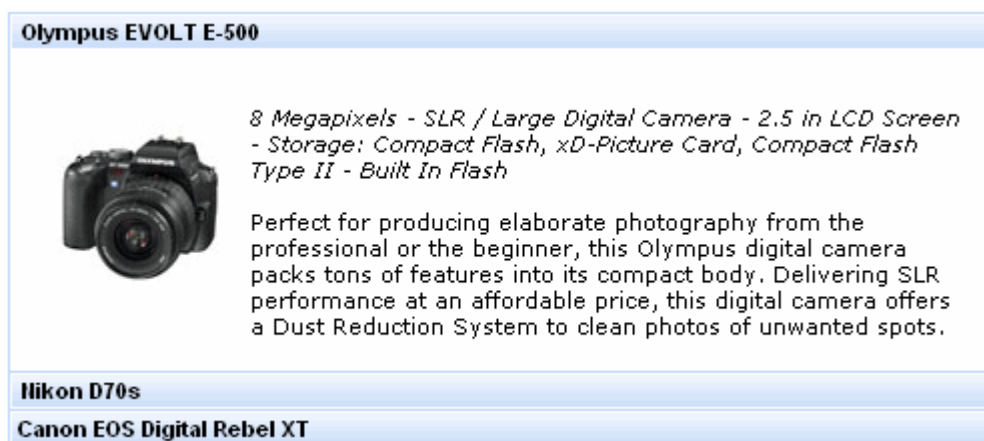 Olympus EVOLT E-500
OLYMPUS
8 Megapixels - SLR / Large Digital Camera - 2.5 in LCD Screen
- Storage: Compact Flash, xD-Picture Card, Compact Flash
Type II - Built In Flash
Perfect for producing elaborate photography from the
professional or the beginner, this Olympus digital camera
packs tons of features into its compact body. Delivering SLR
performance at an affordable price, this digital camera offers
a Dust Reduction System to clean photos of unwanted spots.
Nikon D70s
Canon EOS Digital Rebel XT